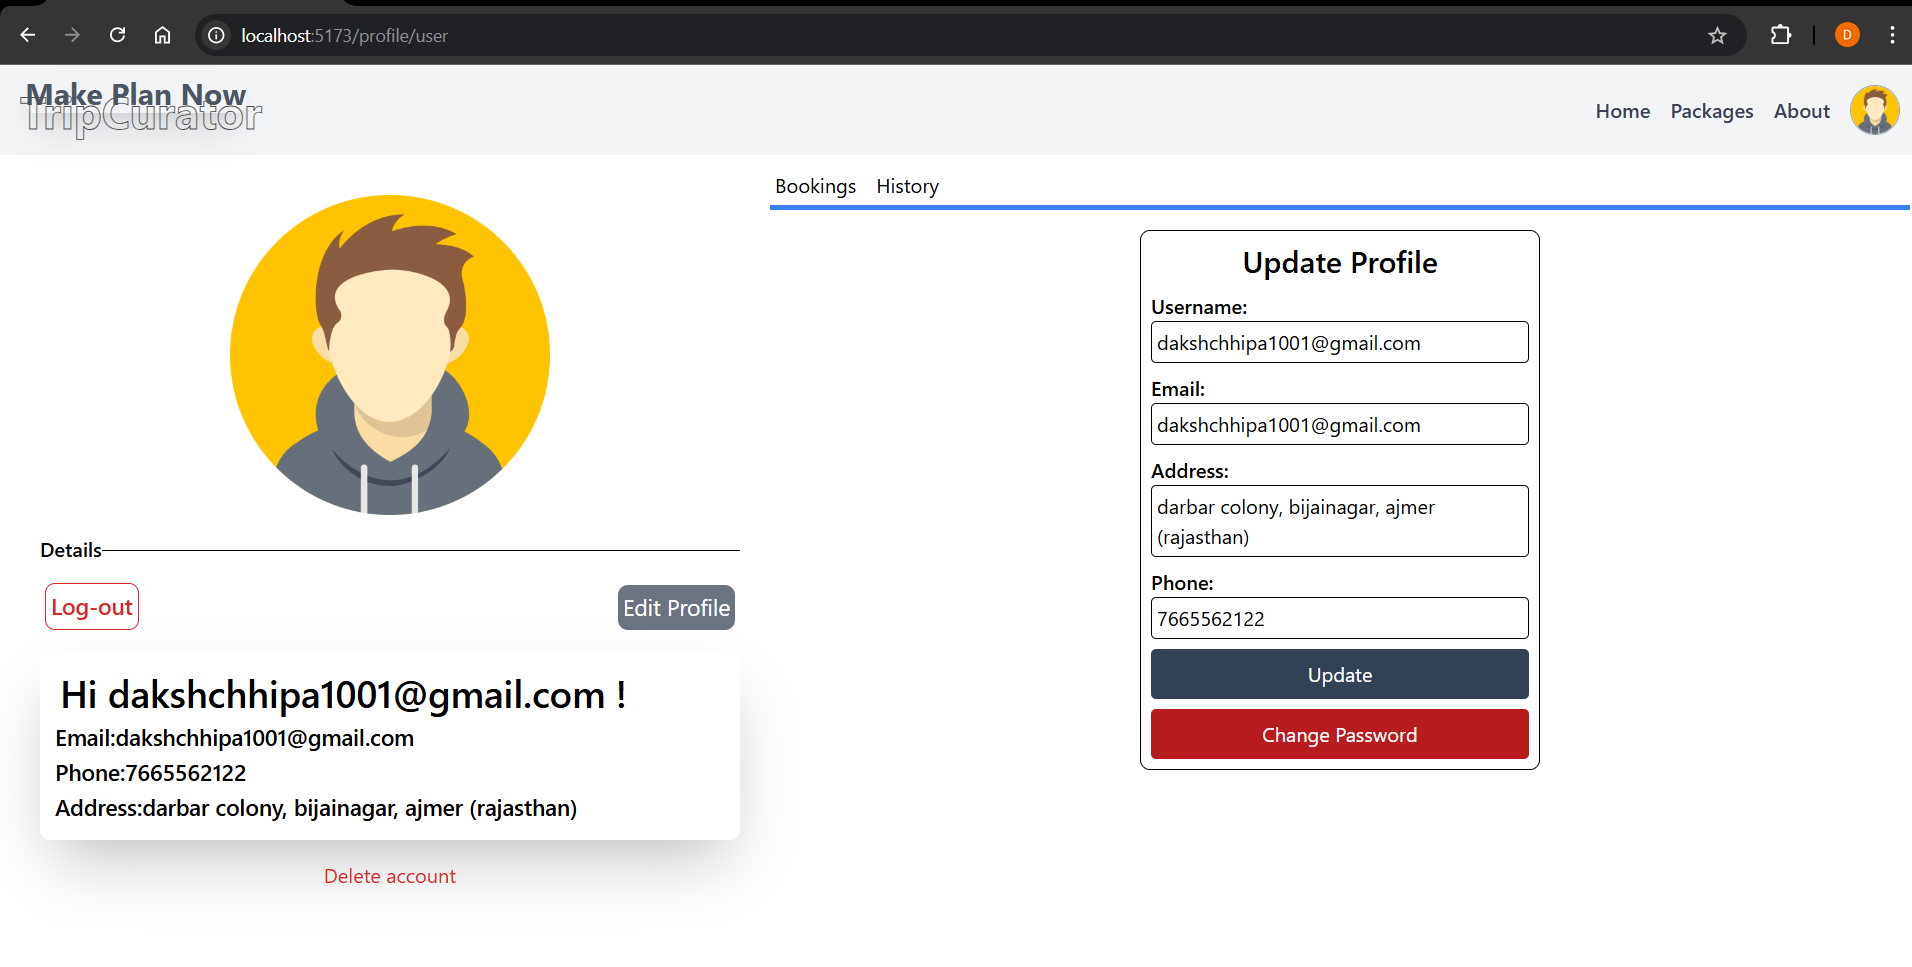 localhost:5173/profile/user
D
Make Plan Now
TripCurator
Home Packages About
Bookings History
Update Profile
Username:
dakshchhipa1001@gmail.com
Email:
dakshchhipa1001@gmail.com
Address:
darbar colony, bijainagar, ajmer
(rajasthan)
Phone:
7665562122
Update
Change Password
Details
Log-out Edit Profile
Hi dakshchhipa1001@gmail.com !
Email:dakshchhipa1001@gmail.com
Phone:7665562122
Address:darbar colony, bijainagar, ajmer (rajasthan)
Delete account